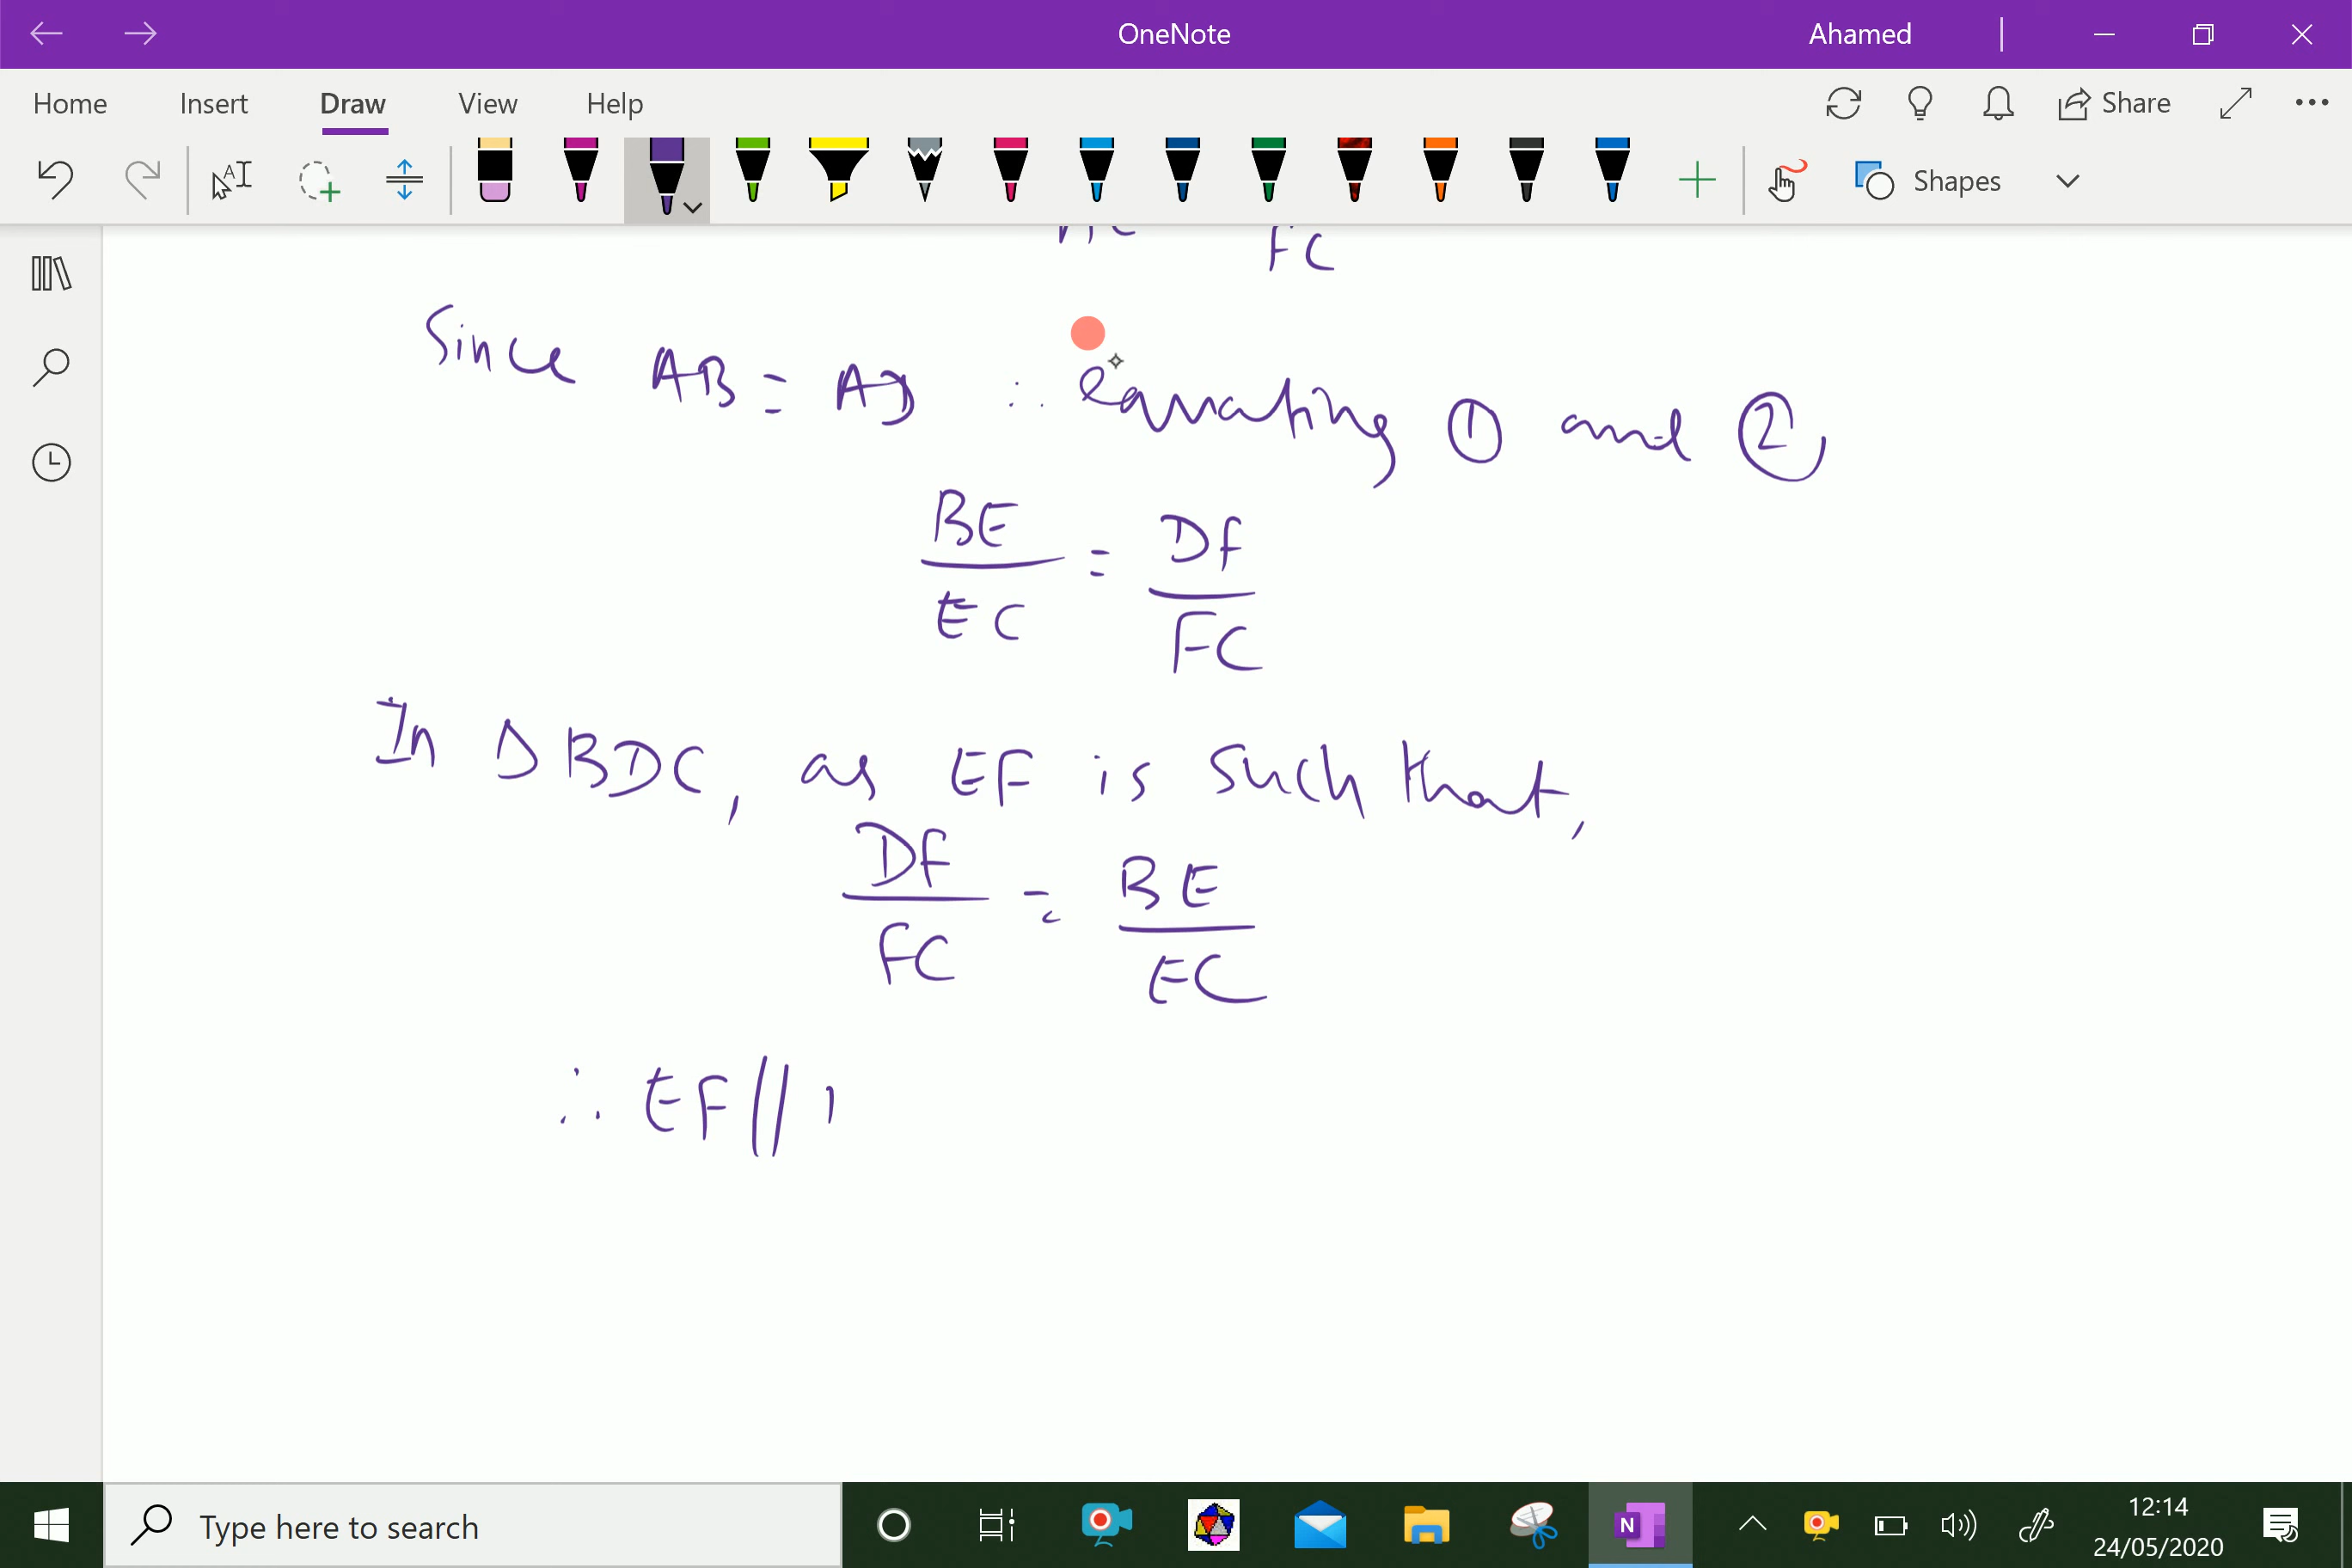 OneNote
Ahamed
Home Insert Draw View Help
Share
Shapes
FC
Since AB = AD ∴ equating ① and ②,
BE/EC = DF/FC
In Δ BDC, as EF is such that,
DF/FC = BE/EC
∴ EF ||
Type here to search
12:14
24/05/2020